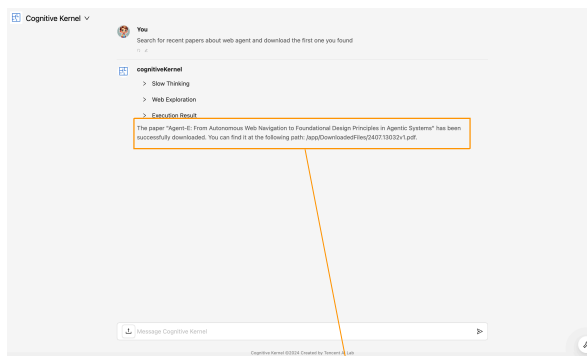 Cognitive Kernel
You
Search for recent papers about web agent and download the first one you found
cognitiveKernel
> Slow Thinking
> Web Exploration
> Execution Result
The paper "Agent-E: From Autonomous Web Navigation to Foundational Design Principles in Agentic Systems" has been
successfully downloaded. You can find it at the following path: /app/DownloadedFiles/2407.13032v1.pdf.
Message Cognitive Kernel
Cognitive Kernel ©2024 Created by Tencent AI Lab